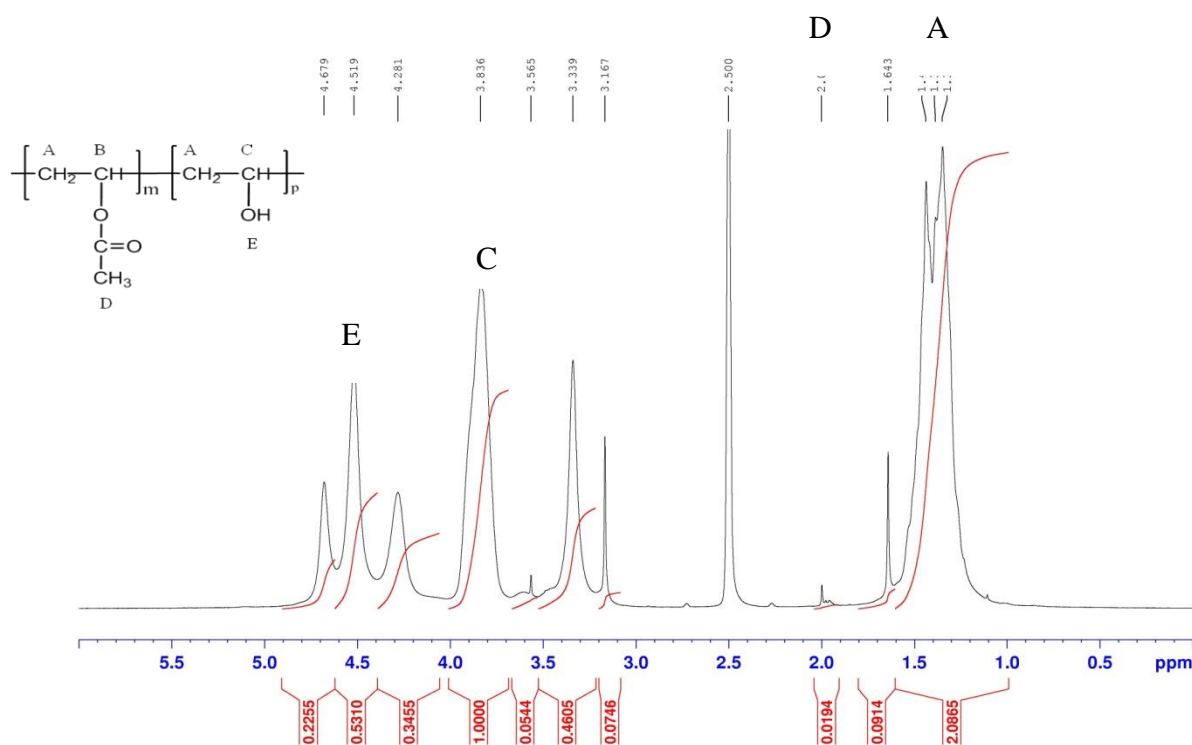 D A
4.679 4.519 4.281 3.836 3.565 3.339 3.167 2.500 1.643
A B A C
CH₂ CH m CH₂ CH p
O OH
C=O E
CH₃
D
C
E
5.5 5.0 4.5 4.0 3.5 3.0 2.5 2.0 1.5 1.0 0.5 ppm
0.2255 0.5310 0.3455 1.0000 0.0544 0.4605 0.0746 0.0194 0.0914 2.0865